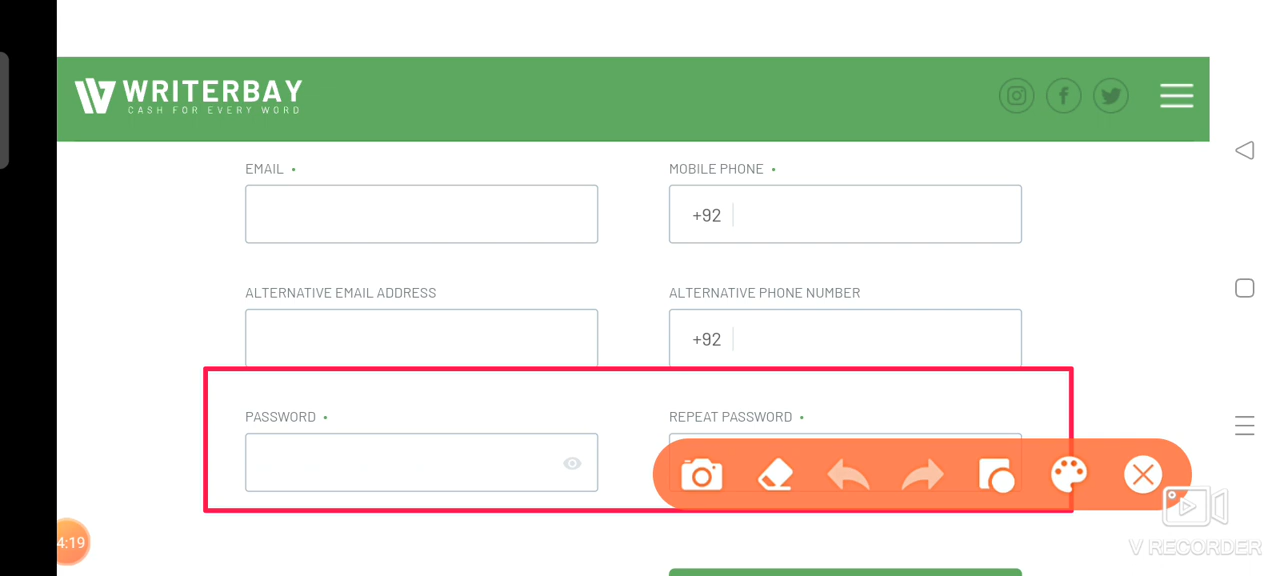 WRITERBAY
CASH FOR EVERY WORD
EMAIL •
MOBILE PHONE •
+92
ALTERNATIVE EMAIL ADDRESS
ALTERNATIVE PHONE NUMBER
+92
PASSWORD •
REPEAT PASSWORD •
4:19
V RECORDER